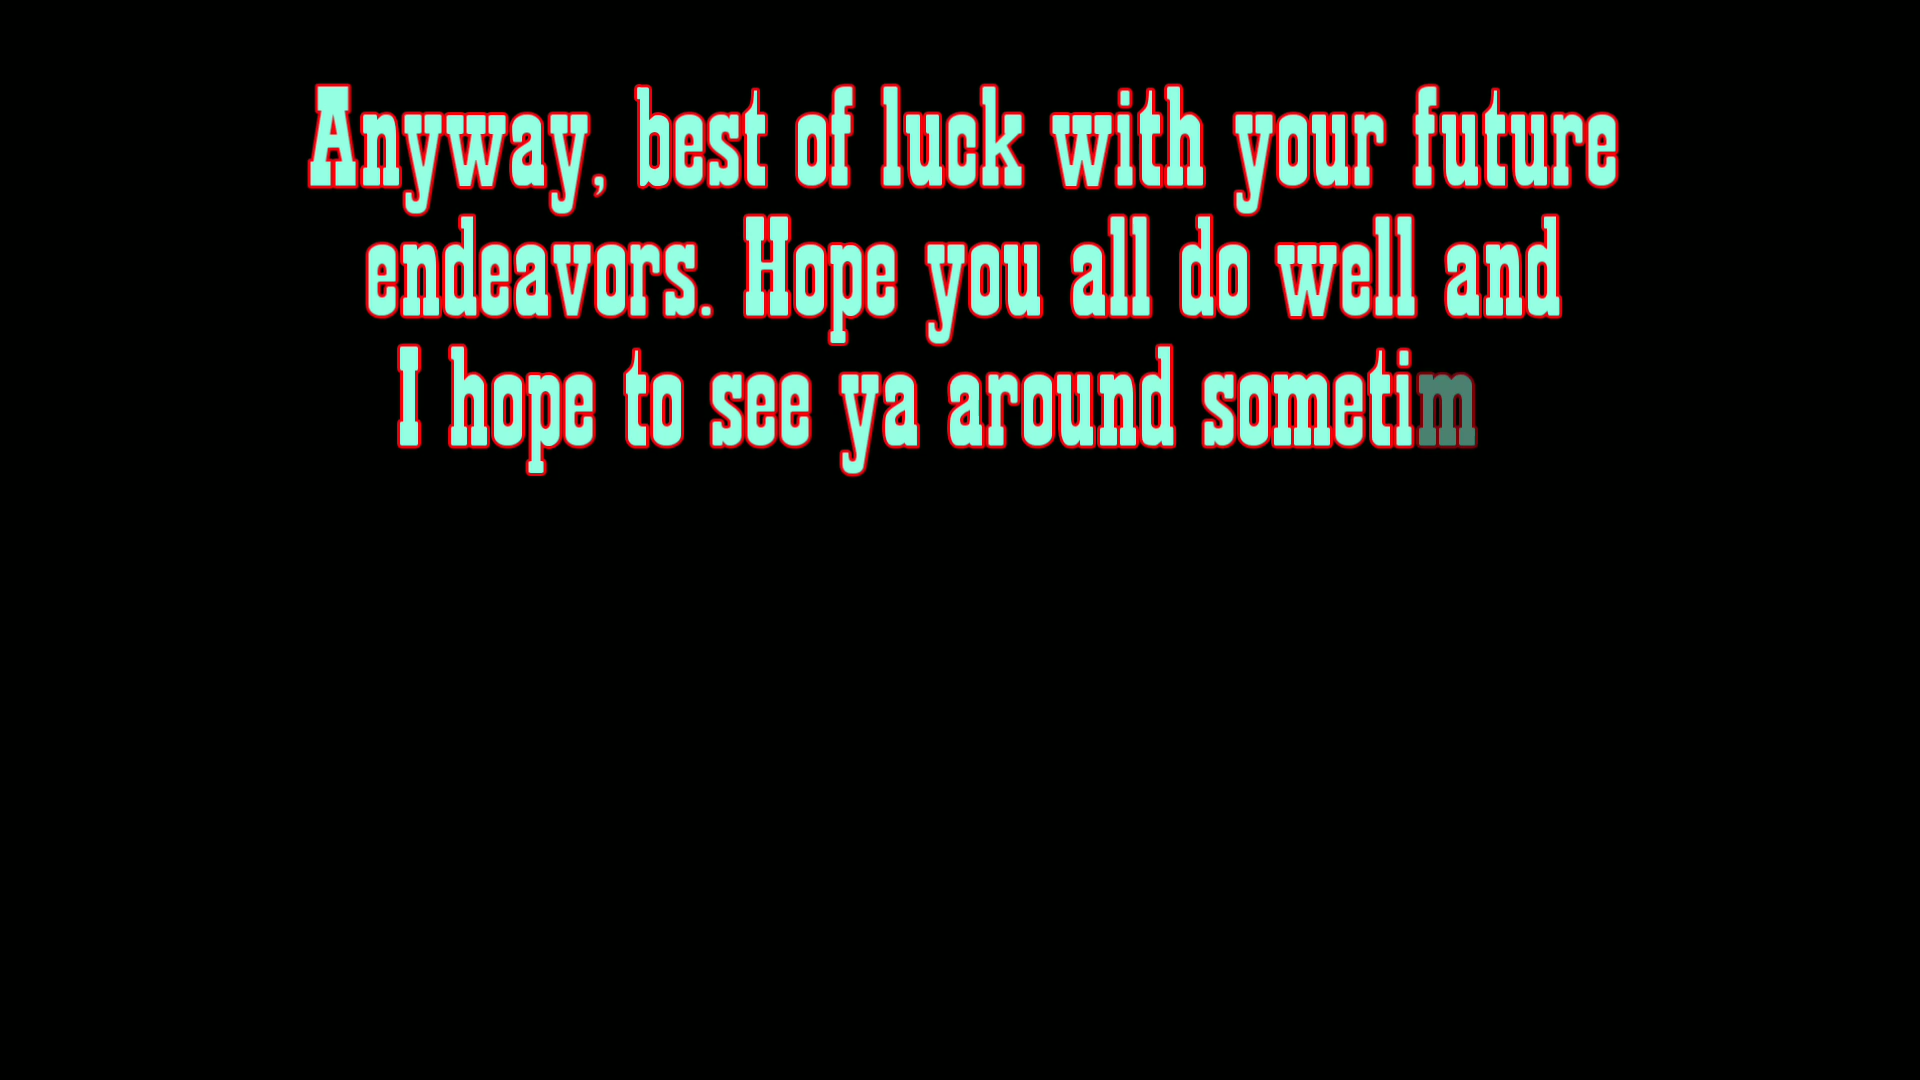 Anyway, best of luck with your future
endeavors. Hope you all do well and
I hope to see ya around sometim